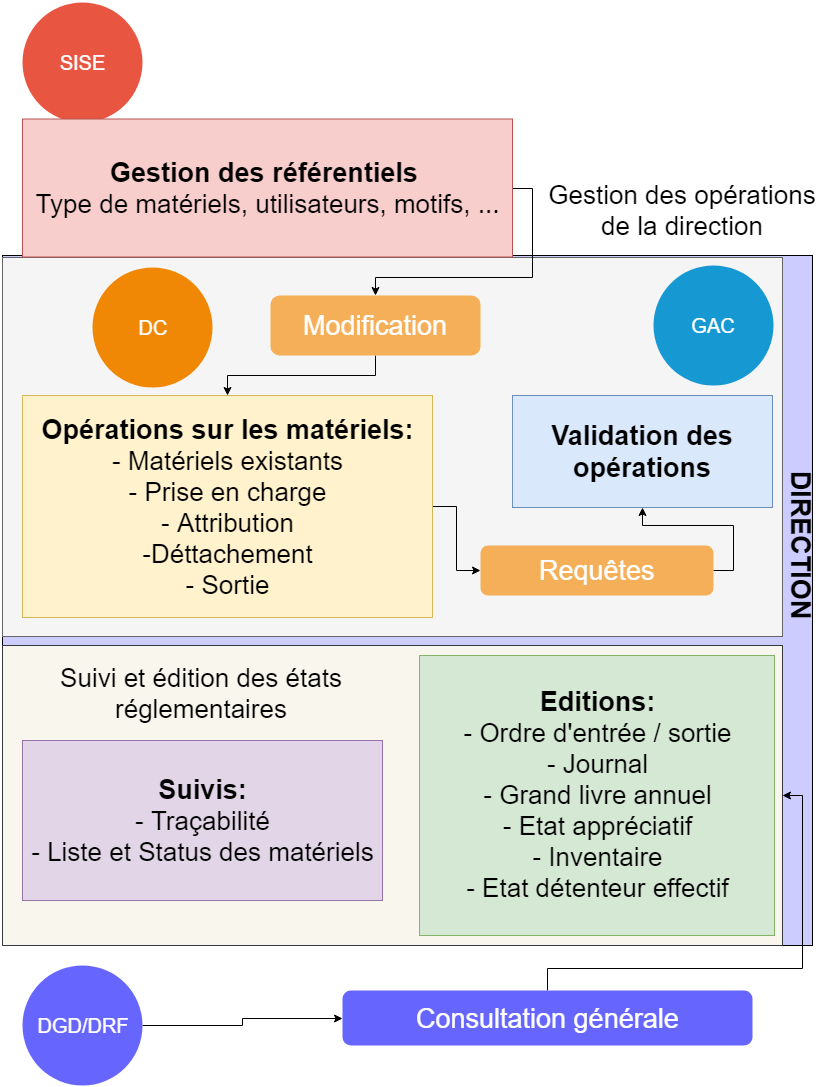 SISE
Gestion des référentiels
Type de matériels, utilisateurs, motifs, ...
Gestion des opérations
de la direction
DC
Modification
GAC
Opérations sur les matériels:
- Matériels existants
- Prise en charge
- Attribution
-Déttachement
- Sortie
Validation des
opérations
Requêtes
DIRECTION
Suivi et édition des états
réglementaires
Suivis:
- Traçabilité
- Liste et Status des matériels
Editions:
- Ordre d'entrée / sortie
- Journal
- Grand livre annuel
- Etat appréciatif
- Inventaire
- Etat détenteur effectif
DGD/DRF
Consultation générale